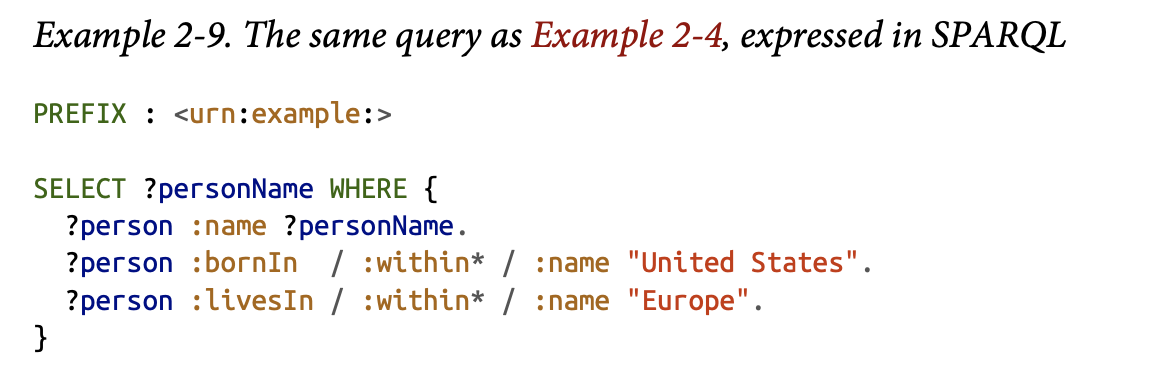 Example 2-9. The same query as Example 2-4, expressed in SPARQL
PREFIX : <urn:example:>
SELECT ?personName WHERE {
  ?person :name ?personName.
  ?person :bornIn  / :within* / :name "United States".
  ?person :livesIn / :within* / :name "Europe".
}